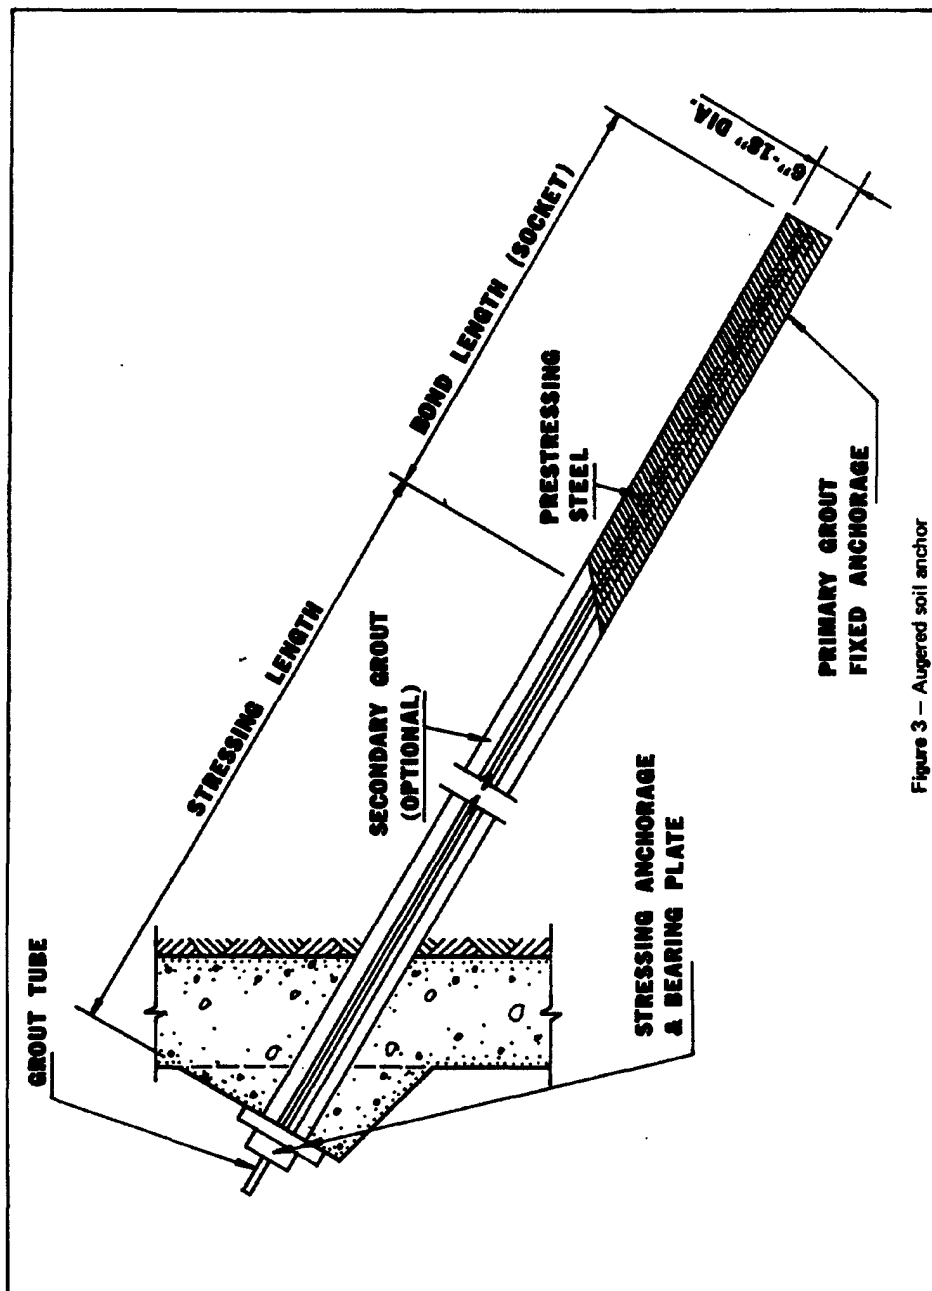 GROUT TUBE
STRESSING LENGTH
BOND LENGTH (SOCKET)
6"-18" DIA.
SECONDARY GROUT
(OPTIONAL)
PRESTRESSING
STEEL
STRESSING ANCHORAGE
& BEARING PLATE
PRIMARY GROUT
FIXED ANCHORAGE
Figure 3 — Augered soil anchor